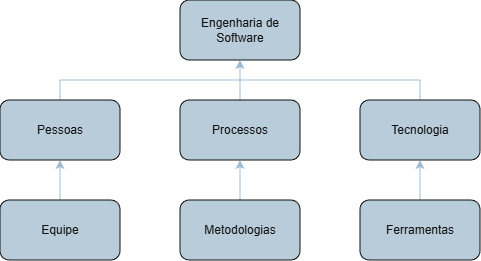 Engenharia de
Software
Pessoas
Processos
Tecnologia
Equipe
Metodologias
Ferramentas